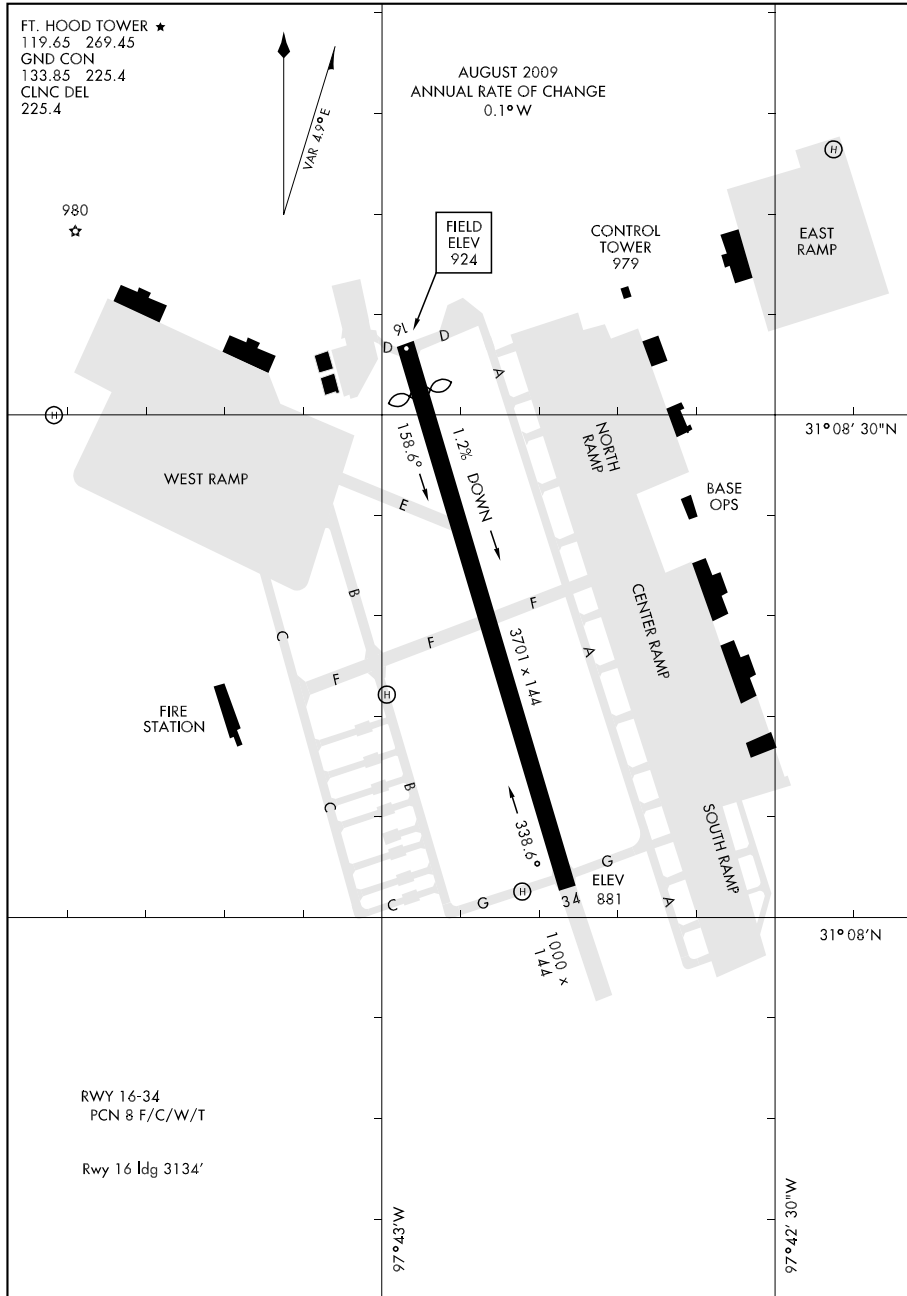 FT. HOOD TOWER ★
119.65 269.45
GND CON
133.85 225.4
CLNC DEL
225.4
VAR 4.9° E
AUGUST 2009
ANNUAL RATE OF CHANGE
0.1° W
H
980
FIELD
ELEV
924
CONTROL
TOWER
979
EAST
RAMP
16
D
D
A
H
31° 08' 30"N
158.6°
1.2% DOWN
NORTH
RAMP
WEST RAMP
E
BASE
OPS
B
F
C
F
3701 x 144
A
CENTER RAMP
F
H
FIRE
STATION
B
C
338.6°
SOUTH RAMP
G
ELEV
881
H
34
C
G
A
31° 08'N
1000 x
144
RWY 16-34
PCN 8 F/C/W/T
Rwy 16 ldg 3134'
97° 43'W
97° 42' 30"W